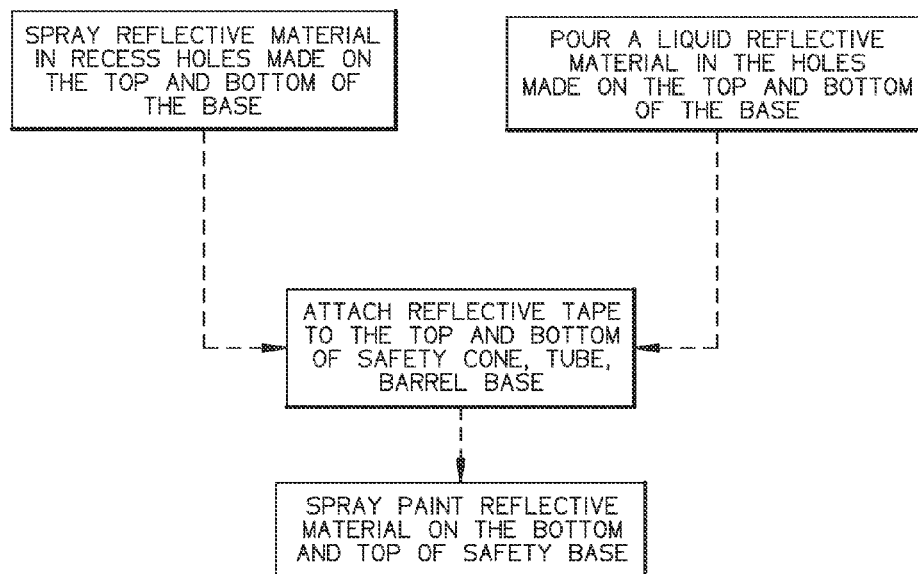 SPRAY REFLECTIVE MATERIAL
IN RECESS HOLES MADE ON
THE TOP AND BOTTOM OF
THE BASE
POUR A LIQUID REFLECTIVE
MATERIAL IN THE HOLES
MADE ON THE TOP AND BOTTOM
OF THE BASE
ATTACH REFLECTIVE TAPE
TO THE TOP AND BOTTOM
OF SAFETY CONE, TUBE,
BARREL BASE
SPRAY PAINT REFLECTIVE
MATERIAL ON THE BOTTOM
AND TOP OF SAFETY BASE